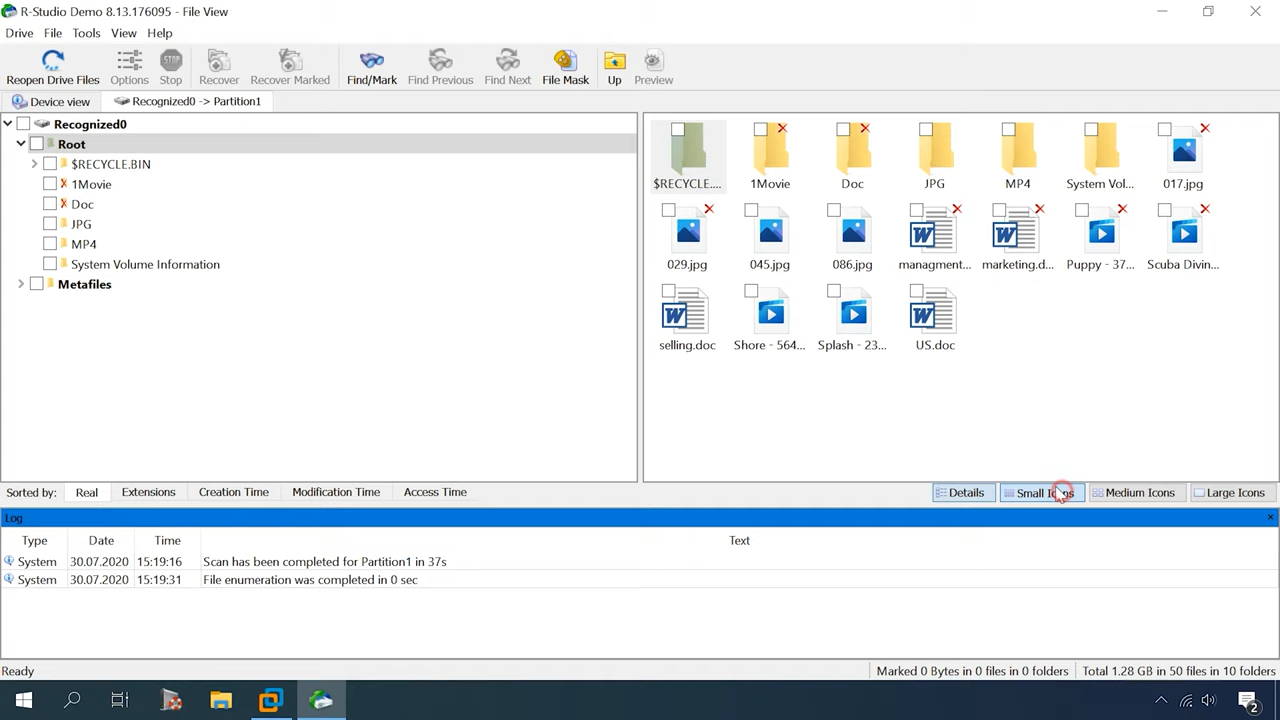 R-Studio Demo 8.13.176095 - File View
Drive File Tools View Help
Reopen Drive Files Options Stop Recover Recover Marked Find/Mark Find Previous Find Next File Mask Up Preview
Device view Recognized0 -> Partition1
Recognized0
Root
$RECYCLE.BIN
1Movie
Doc
JPG
MP4
System Volume Information
Metafiles
$RECYCLE.... 1Movie Doc JPG MP4 System Vol... 017.jpg
029.jpg 045.jpg 086.jpg managment... marketing.d... Puppy - 37... Scuba Divin...
selling.doc Shore - 564... Splash - 23... US.doc
Sorted by: Real Extensions Creation Time Modification Time Access Time
Details Small Icons Medium Icons Large Icons
Log
Type Date Time Text
System 30.07.2020 15:19:16 Scan has been completed for Partition1 in 37s
System 30.07.2020 15:19:31 File enumeration was completed in 0 sec
Ready
Marked 0 Bytes in 0 files in 0 folders Total 1.28 GB in 50 files in 10 folders
2